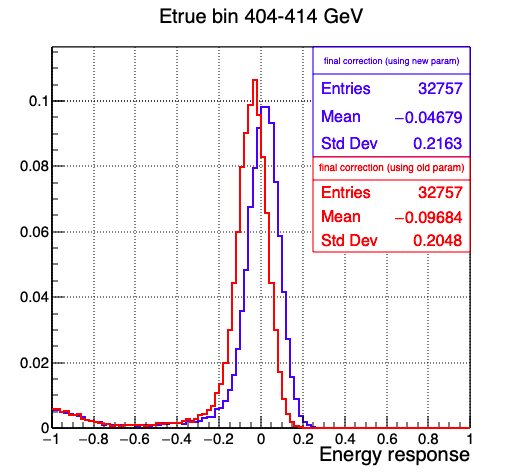 Etrue bin 404-414 GeV
final correction (using new param)
Entries 32757
Mean −0.04679
Std Dev 0.2163
final correction (using old param)
Entries 32757
Mean −0.09684
Std Dev 0.2048
0.1
0.08
0.06
0.04
0.02
0
−1 −0.8 −0.6 −0.4 −0.2 0 0.2 0.4 0.6 0.8 1
Energy response